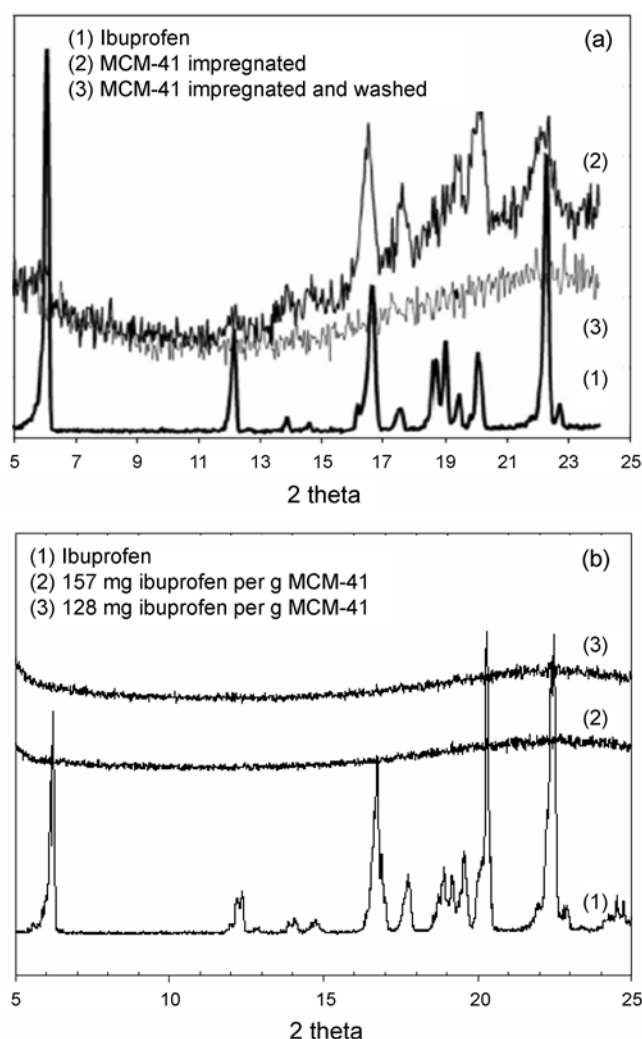 (1) Ibuprofen
(2) MCM-41 impregnated
(3) MCM-41 impregnated and washed
(a)
(2)
(3)
(1)
5 7 9 11 13 15 17 19 21 23 25
2 theta
(1) Ibuprofen
(2) 157 mg ibuprofen per g MCM-41
(3) 128 mg ibuprofen per g MCM-41
(b)
(3)
(2)
(1)
5 10 15 20 25
2 theta